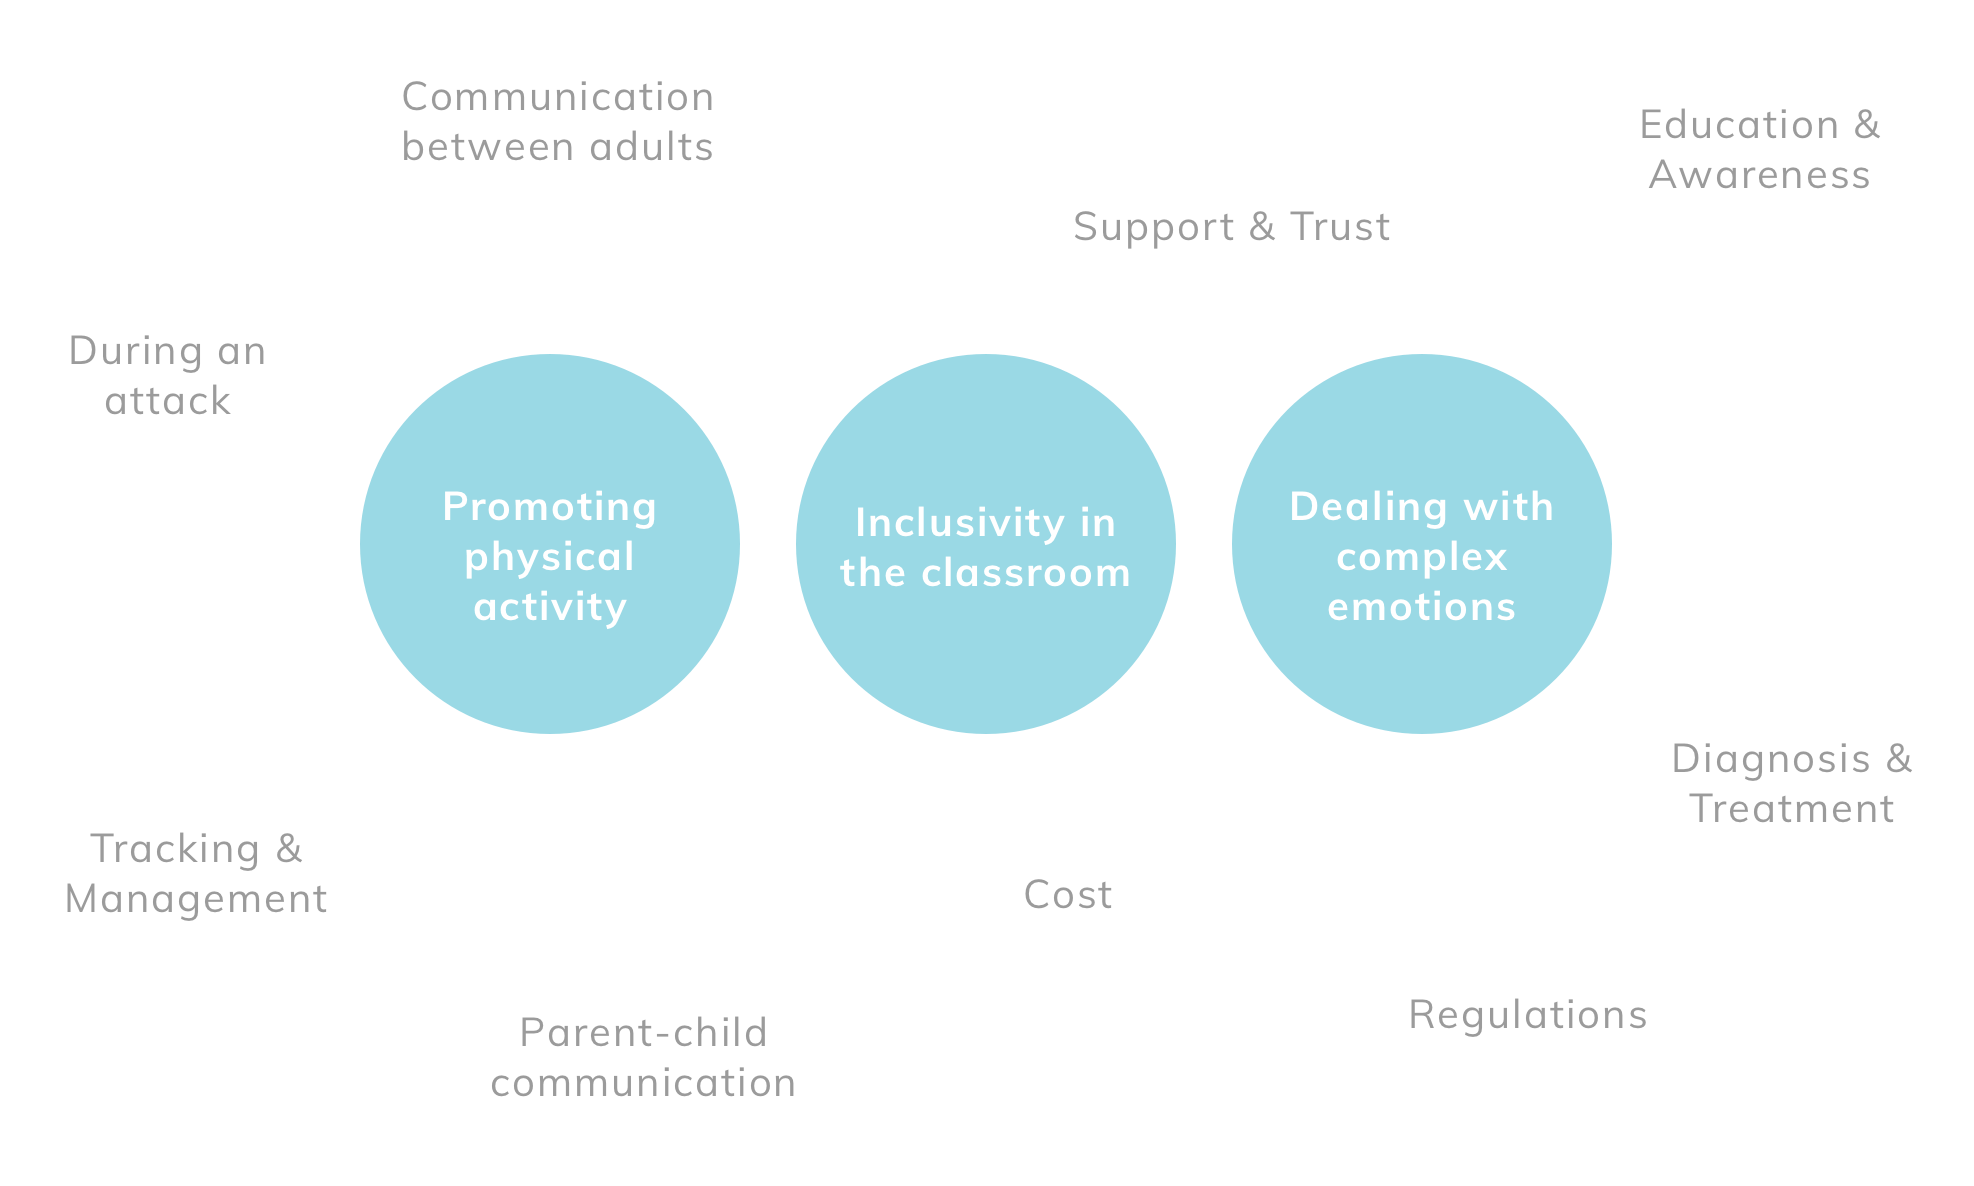 Communication
between adults
Education &
Awareness
Support & Trust
During an
attack
Promoting
physical
activity
Inclusivity in
the classroom
Dealing with
complex
emotions
Diagnosis &
Treatment
Tracking &
Management
Cost
Regulations
Parent-child
communication